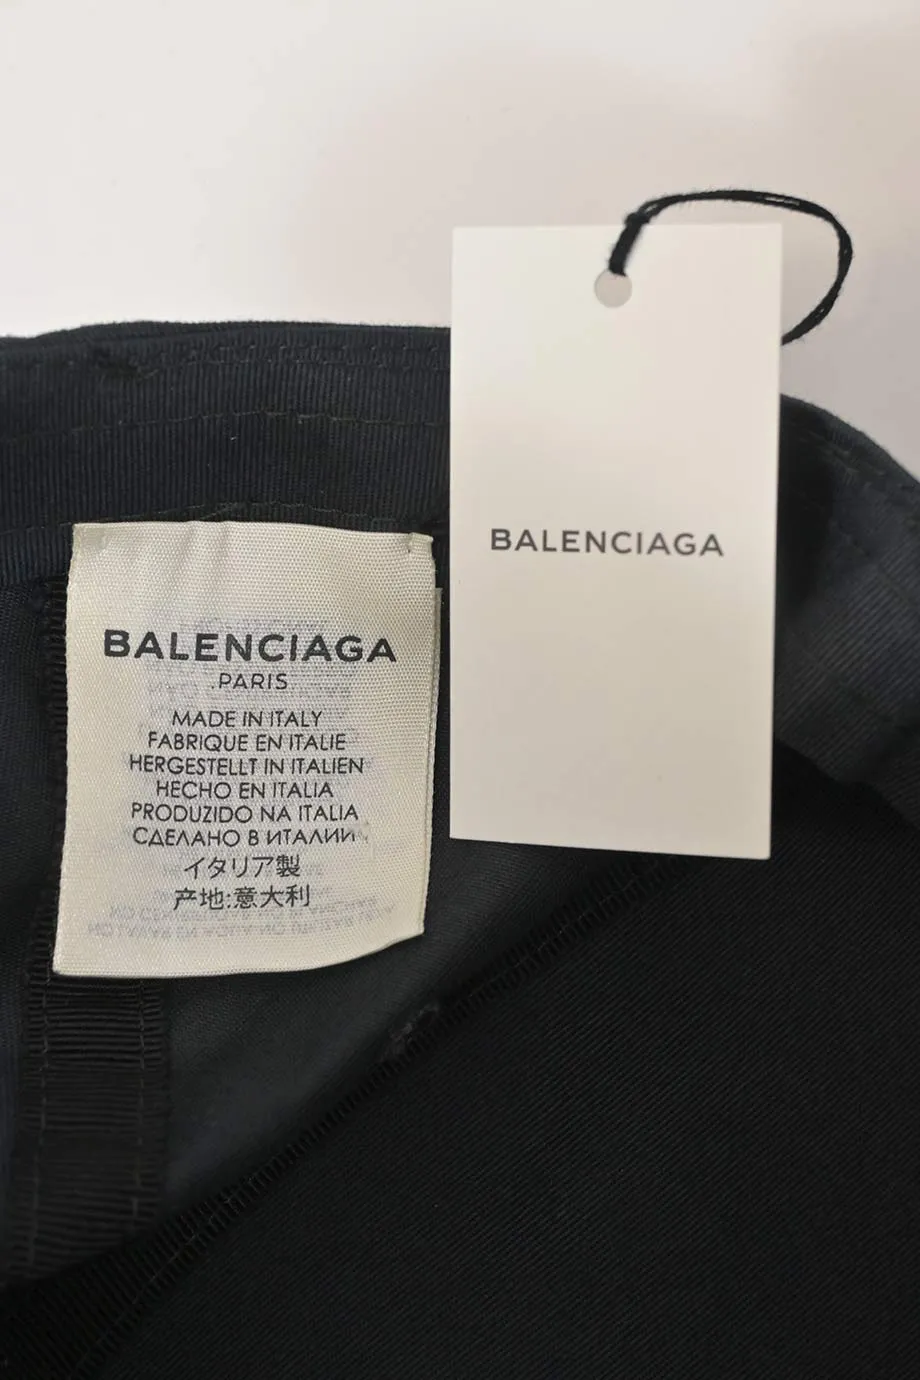 BALENCIAGA
BALENCIAGA
.PARIS
MADE IN ITALY
FABRIQUE EN ITALIE
HERGESTELLT IN ITALIEN
HECHO EN ITALIA
PRODUZIDO NA ITALIA
СДЕЛАНО В ИТАЛИИ
イタリア製
产地:意大利